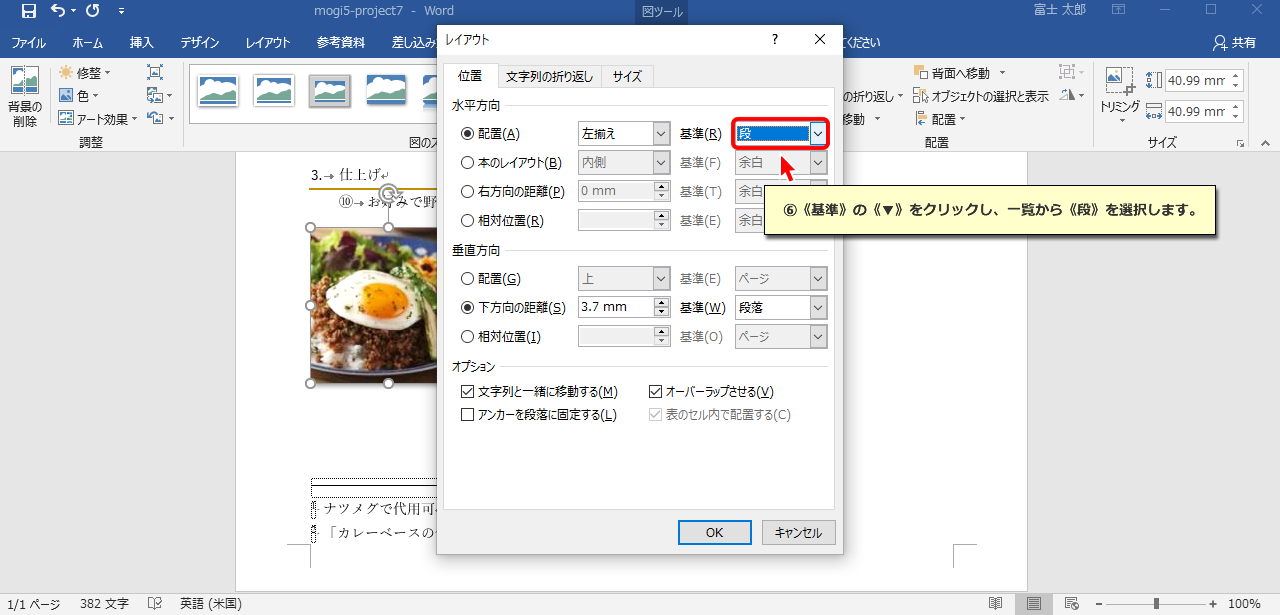 mogi5-project7 - Word
図ツール
富士 太郎
ファイル ホーム 挿入 デザイン レイアウト 参考資料 差し込み ください 共有
背景の
削除
修整
色
アート効果
調整
図のス
の折り返し
移動
背面へ移動
オブジェクトの選択と表示
配置
配置
トリミング
40.99 mm
40.99 mm
サイズ
3.→ 仕上げ↵
⑩→ お好みで野
ナツメグで代用可
「カレーベースの
レイアウト ?
位置 文字列の折り返し サイズ
水平方向
配置(A) 左揃え 基準(R) 段
本のレイアウト(B) 内側 基準(F) 余白
右方向の距離(P) 0 mm 基準(T) 余白
相対位置(R) 基準(E) 余白
⑥《基準》の《▼》をクリックし、一覧から《段》を選択します。
垂直方向
配置(G) 上 基準(E) ページ
下方向の距離(S) 3.7 mm 基準(W) 段落
相対位置(I) 基準(O) ページ
オプション
文字列と一緒に移動する(M) オーバーラップさせる(V)
アンカーを段落に固定する(L) 表のセル内で配置する(C)
OK キャンセル
1/1 ページ 382 文字 英語 (米国) 100%